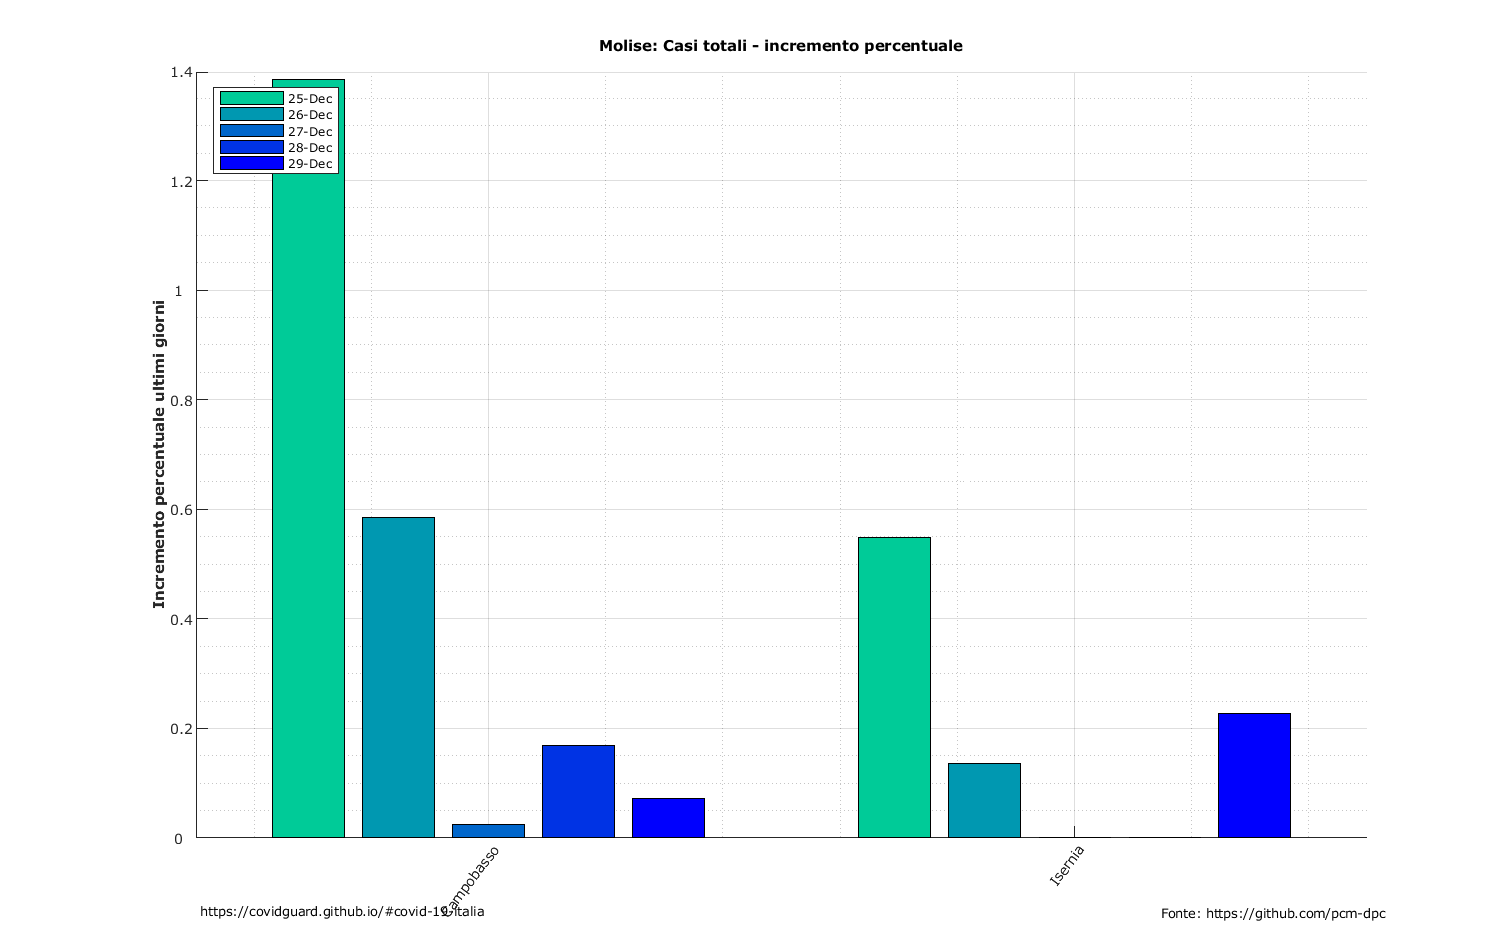 Molise: Casi totali - incremento percentuale
Incremento percentuale ultimi giorni
1.4
1.2
1
0.8
0.6
0.4
0.2
0
25-Dec
26-Dec
27-Dec
28-Dec
29-Dec
Campobasso
Isernia
https://covidguard.github.io/#covid-19-italia
Fonte: https://github.com/pcm-dpc